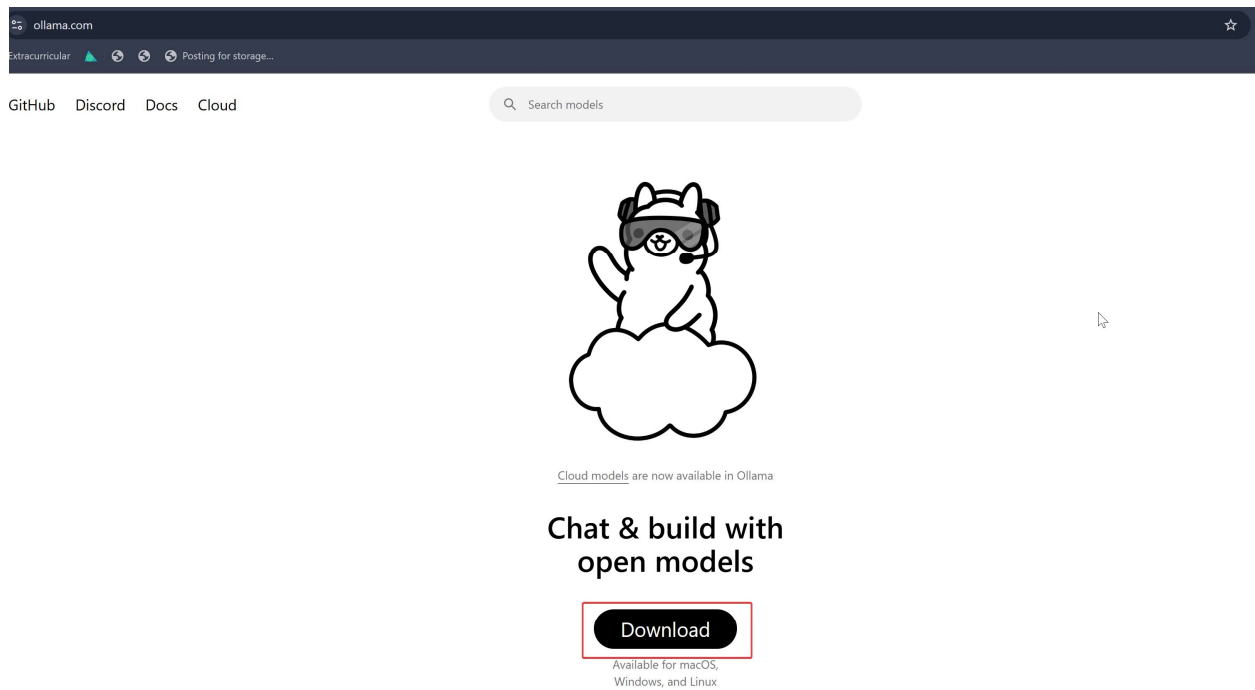 ollama.com
Extracurricular Posting for storage...
GitHub Discord Docs Cloud Search models
Cloud models are now available in Ollama
Chat & build with
open models
Download
Available for macOS,
Windows, and Linux